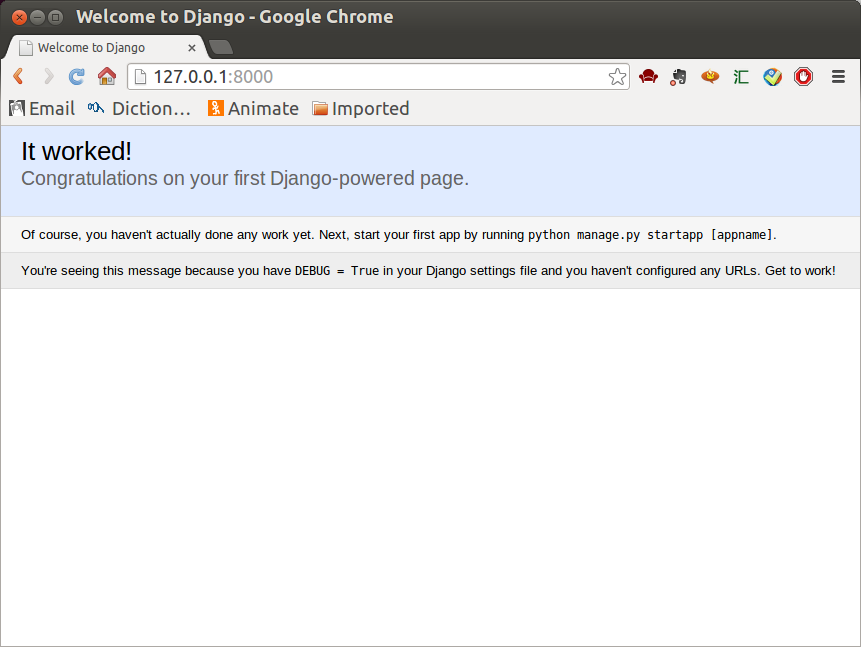 Welcome to Django - Google Chrome
Welcome to Django
127.0.0.1:8000
Email Diction... Animate Imported
It worked!
Congratulations on your first Django-powered page.
Of course, you haven't actually done any work yet. Next, start your first app by running python manage.py startapp [appname].
You're seeing this message because you have DEBUG = True in your Django settings file and you haven't configured any URLs. Get to work!